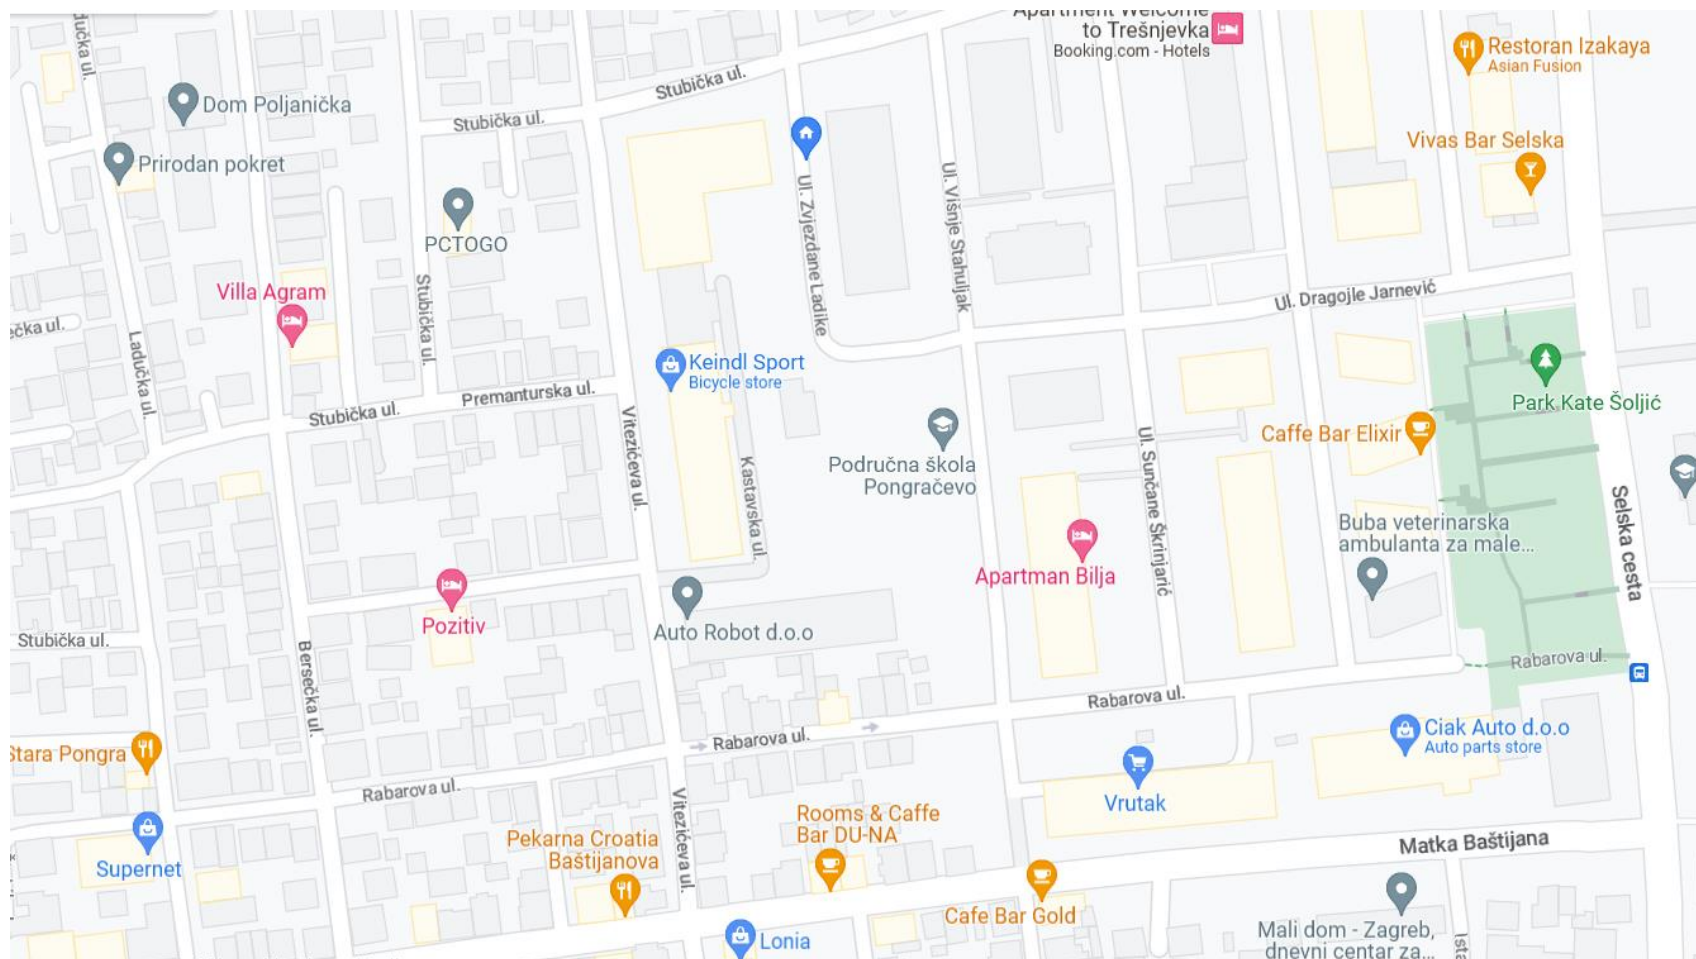 Apartment Welcome
to Trešnjevka
Booking.com - Hotels
Restoran Izakaya
Asian Fusion
Stubička ul.
Dom Poljanička
Stubička ul.
Vivas Bar Selska
Prirodan pokret
Ul. Zvjezdane Ladike
Ul. Višnje Stahuljak
PCTOGO
Villa Agram
Stubička ul.
Ul. Dragojle Jarnević
Ladučka ul.
Keindl Sport
Bicycle store
Premanturska ul.
Stubička ul.
Park Kate Šoljić
Vitezićeva ul.
Caffe Bar Elixir
Ul. Sunčane Škrinjarić
Područna škola
Pongračevo
Kastavska ul.
Selska cesta
Buba veterinarska
ambulanta za male...
Apartman Bilja
Pozitiv
Auto Robot d.o.o
Stubička ul.
Bersečka ul.
Rabarova ul.
Rabarova ul.
Rabarova ul.
Ciak Auto d.o.o
Auto parts store
Stara Pongra
Rabarova ul.
Vrutak
Vitezićeva ul.
Rooms & Caffe
Bar DU-NA
Pekarna Croatia
Baštijanova
Matka Baštijana
Supernet
Cafe Bar Gold
Lonia
Mali dom - Zagreb,
dnevni centar za...